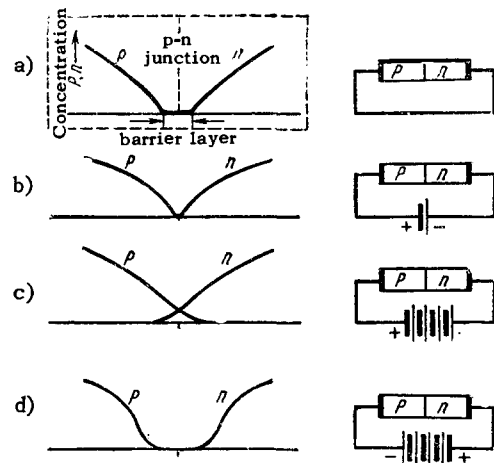 Concentration
p, n
a)
p
p-n
junction
n
barrier layer
p n
b)
p
n
p n
+ −
c)
p
n
p n
+
d)
p
n
p n
− +